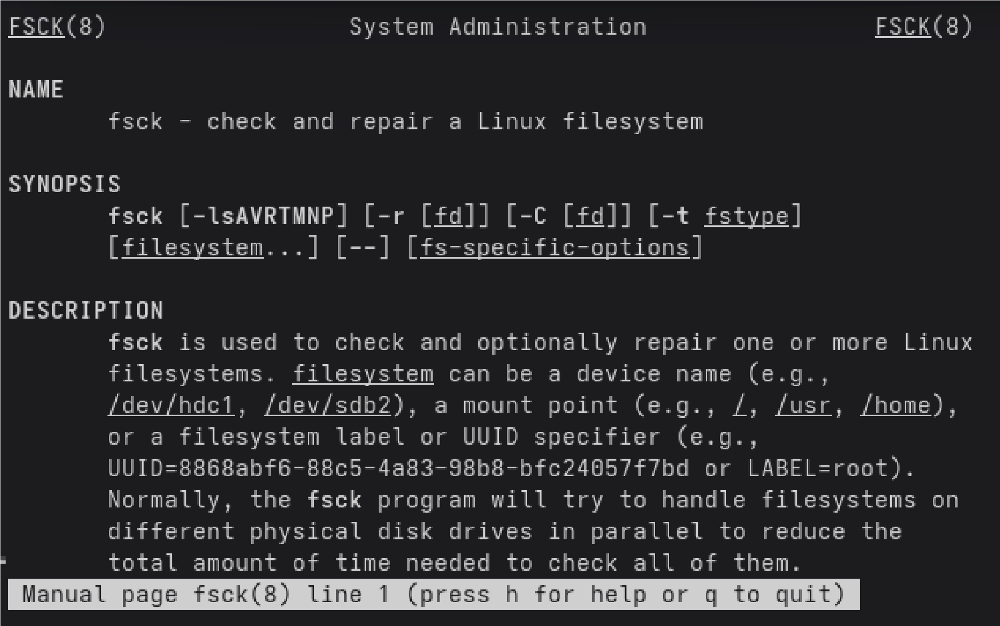 FSCK(8) System Administration FSCK(8)
NAME
fsck - check and repair a Linux filesystem
SYNOPSIS
fsck [-lsAVRTMNP] [-r [fd]] [-C [fd]] [-t fstype]
[filesystem...] [--] [fs-specific-options]
DESCRIPTION
fsck is used to check and optionally repair one or more Linux
filesystems. filesystem can be a device name (e.g.,
/dev/hdc1, /dev/sdb2), a mount point (e.g., /, /usr, /home),
or a filesystem label or UUID specifier (e.g.,
UUID=8868abf6-88c5-4a83-98b8-bfc24057f7bd or LABEL=root).
Normally, the fsck program will try to handle filesystems on
different physical disk drives in parallel to reduce the
total amount of time needed to check all of them.
Manual page fsck(8) line 1 (press h for help or q to quit)